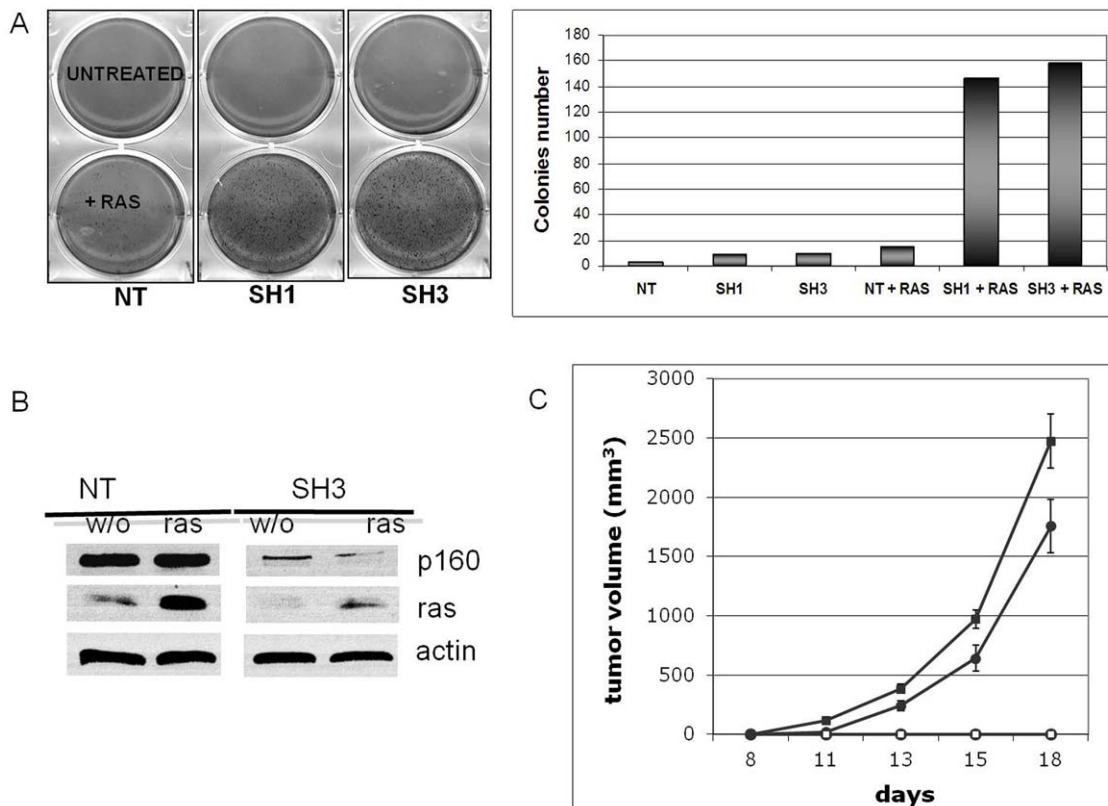 A
UNTREATED
+ RAS
NT SH1 SH3
Colonies number
180
160
140
120
100
80
60
40
20
0
NT SH1 SH3 NT + RAS SH1 + RAS SH3 + RAS
B
NT SH3
w/o ras w/o ras
p160
ras
actin
C
tumor volume (mm³)
3000
2500
2000
1500
1000
500
0
8 11 13 15 18
days